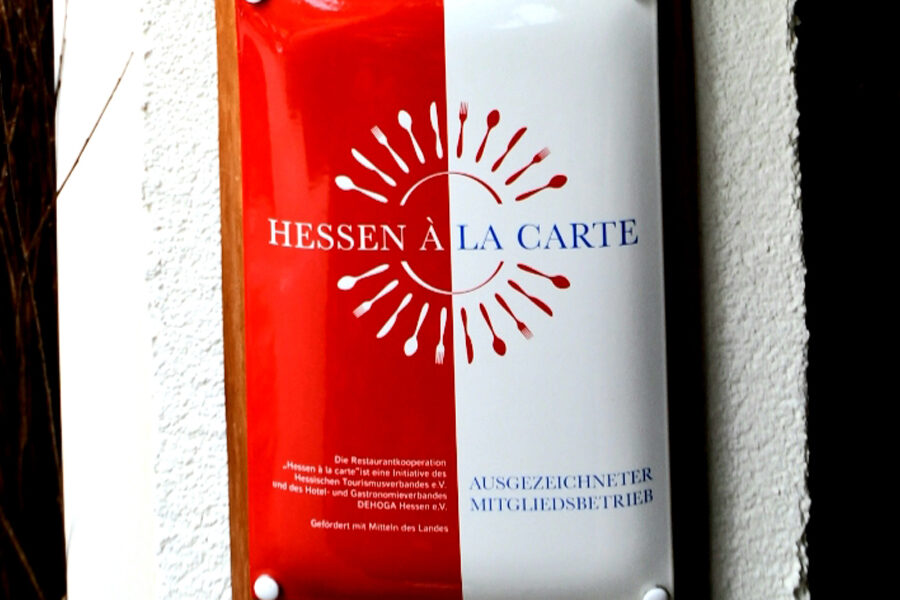 HESSEN À LA CARTE
Die Restaurantkooperation
„Hessen à la carte"ist eine Initiative des
Hessischen Tourismusverbandes e.V.
und des Hotel- und Gastronomieverbandes
DEHOGA Hessen e.V.
Gefördert mit Mitteln des Landes
AUSGEZEICHNETER
MITGLIEDSBETRIEB